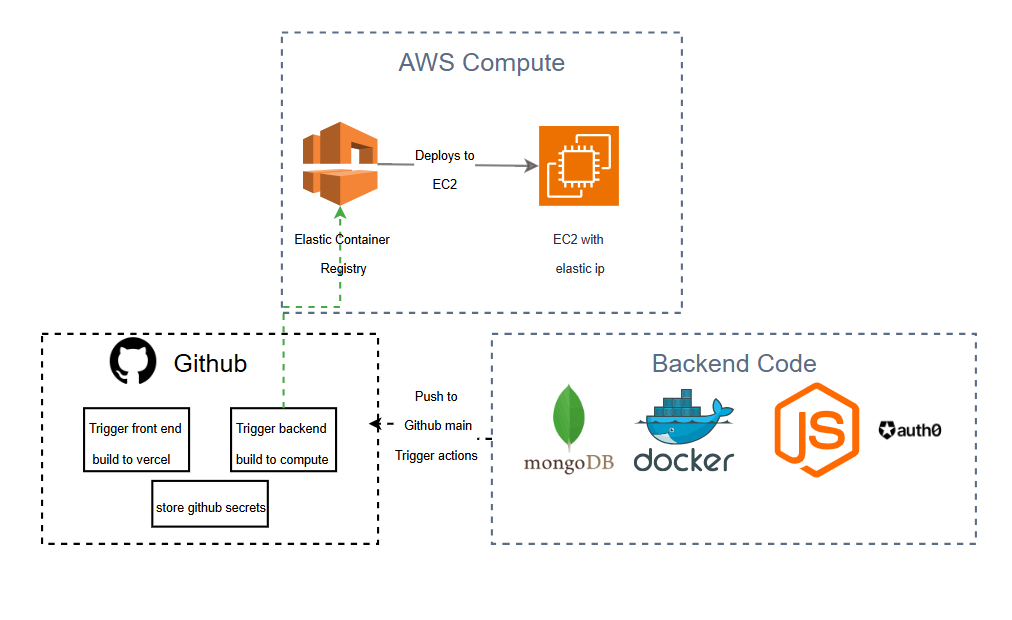 AWS Compute
Deploys to
EC2
Elastic Container
Registry
EC2 with
elastic ip
Github
Trigger front end
build to vercel
Trigger backend
build to compute
store github secrets
Push to
Github main
Trigger actions
Backend Code
mongoDB
docker
JS
auth0